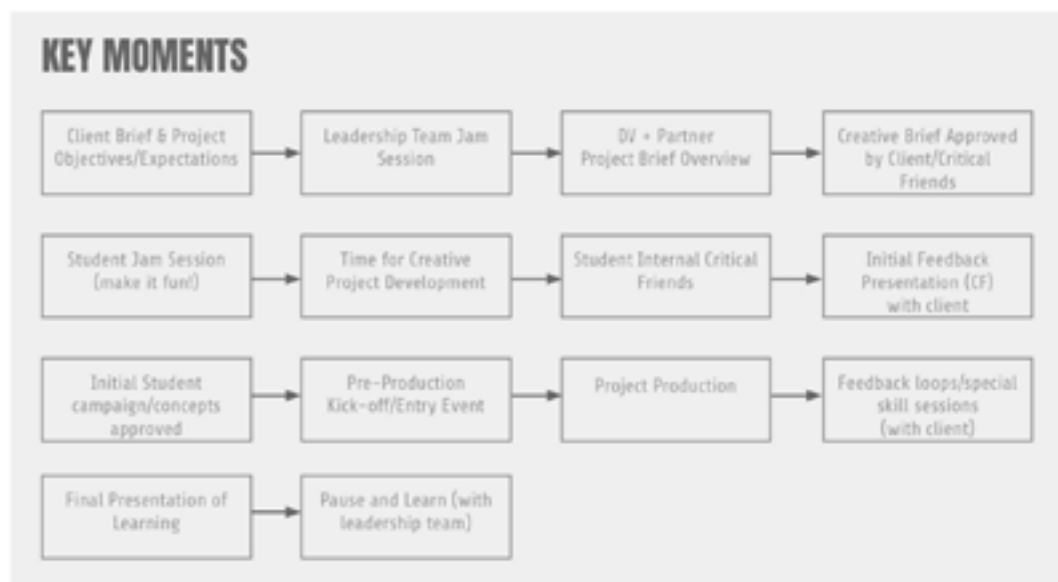 KEY MOMENTS
Client Brief & Project
Objectives/Expectations
Leadership Team Jam
Session
DV + Partner
Project Brief Overview
Creative Brief Approved
by Client/Critical
Friends
Student Jam Session
(make it fun!)
Time for Creative
Project Development
Student Internal Critical
Friends
Initial Feedback
Presentation (CF)
with client
Initial Student
campaign/concepts
approved
Pre-Production
Kick-off/Entry Event
Project Production
Feedback loops/special
skill sessions
(with client)
Final Presentation of
Learning
Pause and Learn (with
leadership team)